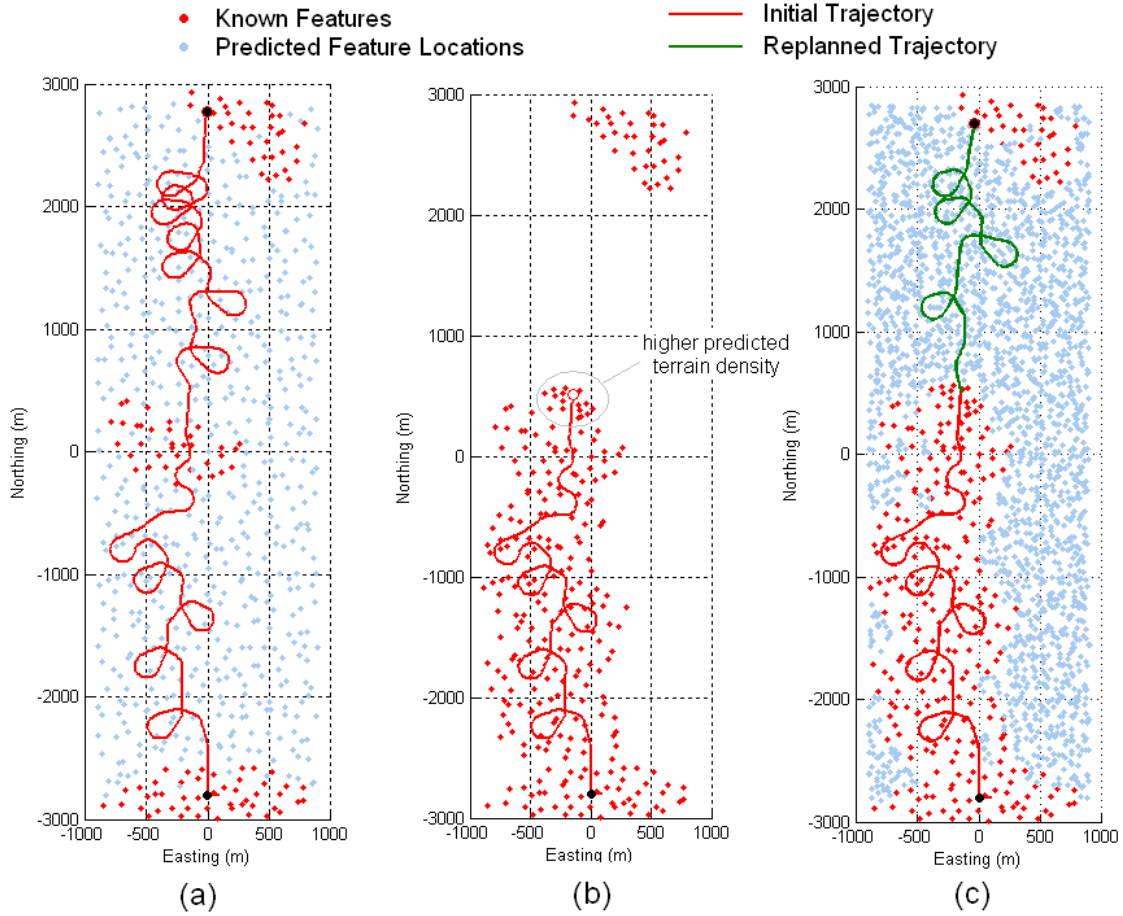 Known Features
Predicted Feature Locations
Initial Trajectory
Replanned Trajectory
3000
2000
1000
0
-1000
-2000
-3000
Northing (m)
-1000 -500 0 500 1000
Easting (m)
(a)
3000
2000
1000
0
-1000
-2000
-3000
Northing (m)
higher predicted
terrain density
-1000 -500 0 500 1000
Easting (m)
(b)
3000
2000
1000
0
-1000
-2000
-3000
Northing (m)
-1000 -500 0 500 1000
Easting (m)
(c)